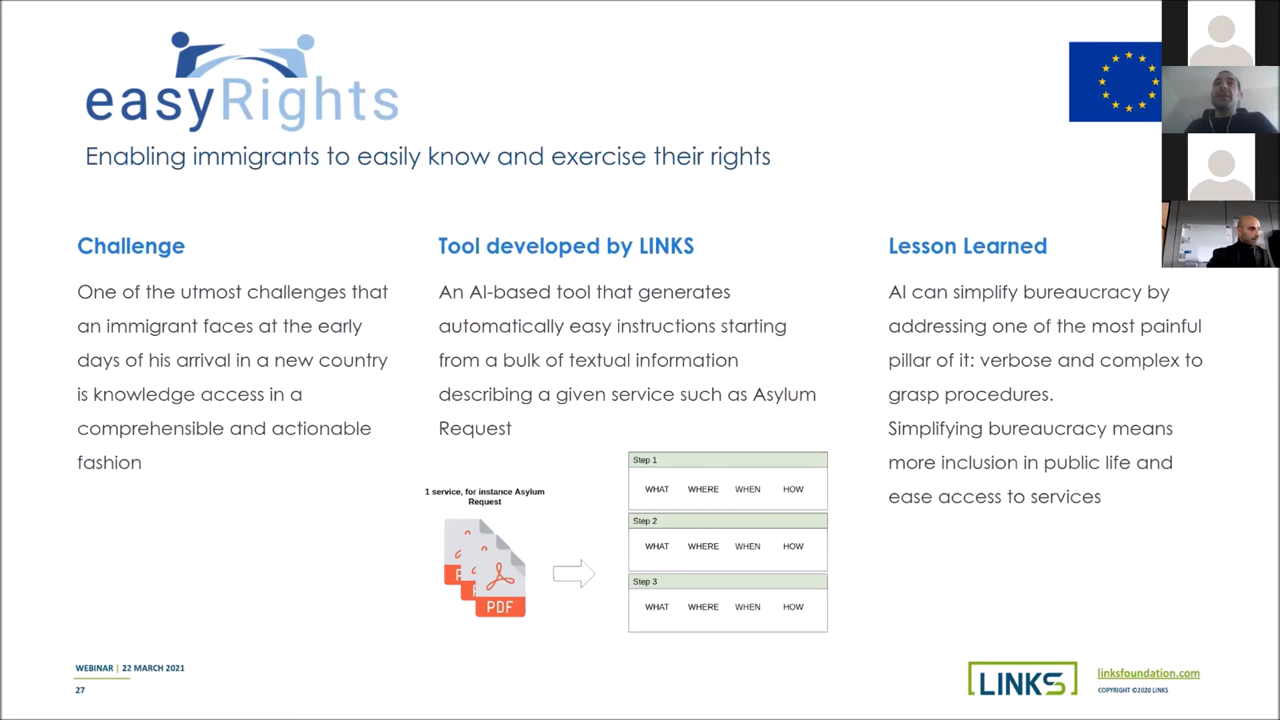 easyRights
Enabling immigrants to easily know and exercise their rights
Challenge
One of the utmost challenges that
an immigrant faces at the early
days of his arrival in a new country
is knowledge access in a
comprehensible and actionable
fashion
Tool developed by LINKS
An AI-based tool that generates
automatically easy instructions starting
from a bulk of textual information
describing a given service such as Asylum
Request
1 service, for instance Asylum
Request
PDF
Step 1
WHAT WHERE WHEN HOW
Step 2
WHAT WHERE WHEN HOW
Step 3
WHAT WHERE WHEN HOW
Lesson Learned
AI can simplify bureaucracy by
addressing one of the most painful
pillar of it: verbose and complex to
grasp procedures.
Simplifying bureaucracy means
more inclusion in public life and
ease access to services
WEBINAR | 22 MARCH 2021
27
LINKS
linksfoundation.com
COPYRIGHT ©2020 LINKS